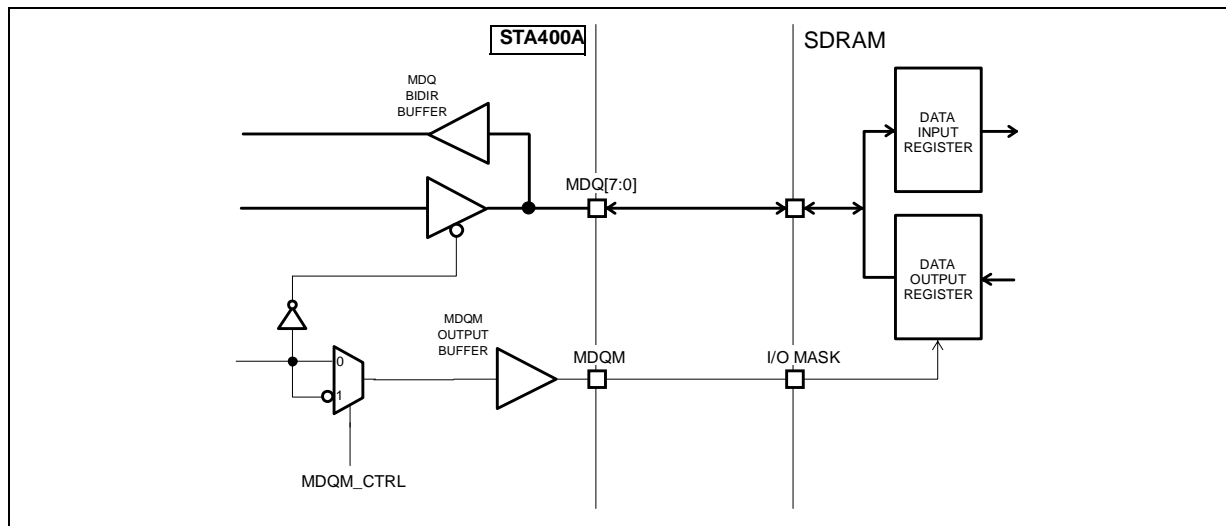 STA400A
SDRAM
MDQ
BIDIR
BUFFER
DATA
INPUT
REGISTER
MDQ[7:0]
DATA
OUTPUT
REGISTER
MDQM
OUTPUT
BUFFER
MDQM
I/O MASK
0
1
MDQM_CTRL